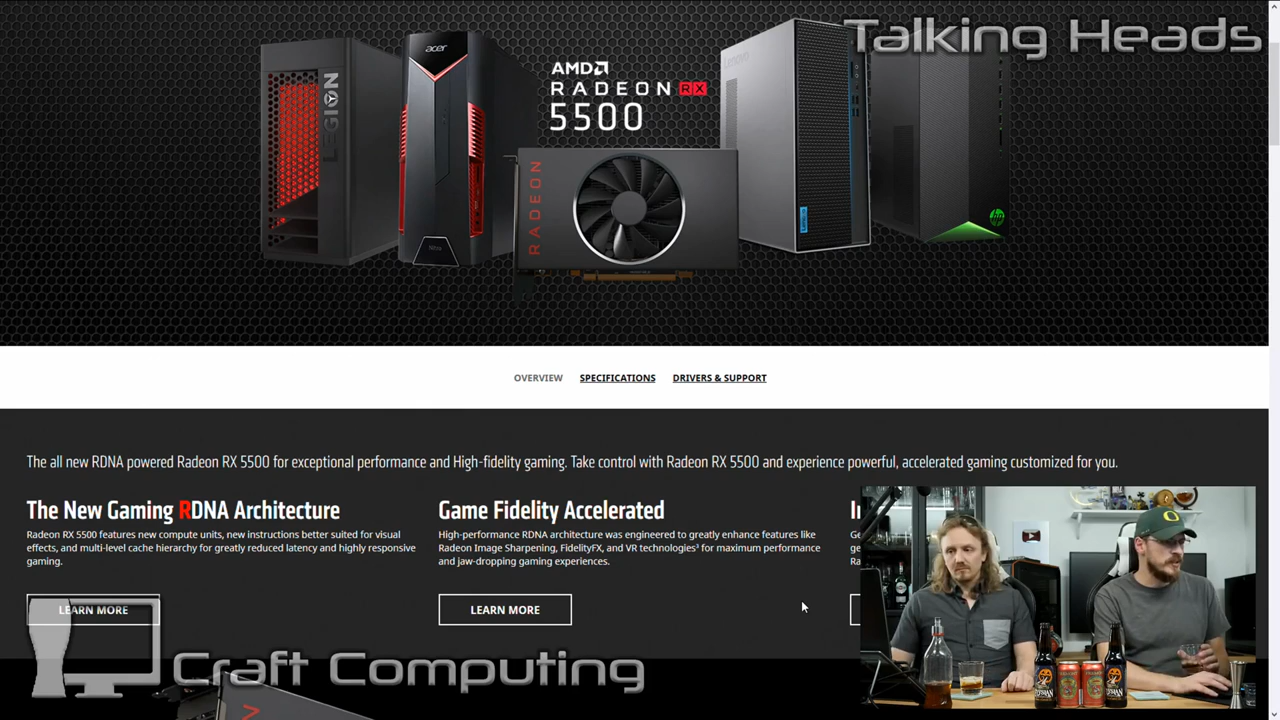 Talking Heads
acer
LEGION
AMD
RADEON RX
5500
Lenovo
RADEON
hp
OVERVIEW SPECIFICATIONS DRIVERS & SUPPORT
The all new RDNA powered Radeon RX 5500 for exceptional performance and High-fidelity gaming. Take control with Radeon RX 5500 and experience powerful, accelerated gaming customized for you.
The New Gaming RDNA Architecture
Radeon RX 5500 features new compute units, new instructions better suited for visual
effects, and multi-level cache hierarchy for greatly reduced latency and highly responsive
gaming.
LEARN MORE
Game Fidelity Accelerated
High-performance RDNA architecture was engineered to greatly enhance features like
Radeon Image Sharpening, FidelityFX, and VR technologies³ for maximum performance
and jaw-dropping gaming experiences.
LEARN MORE
Craft Computing